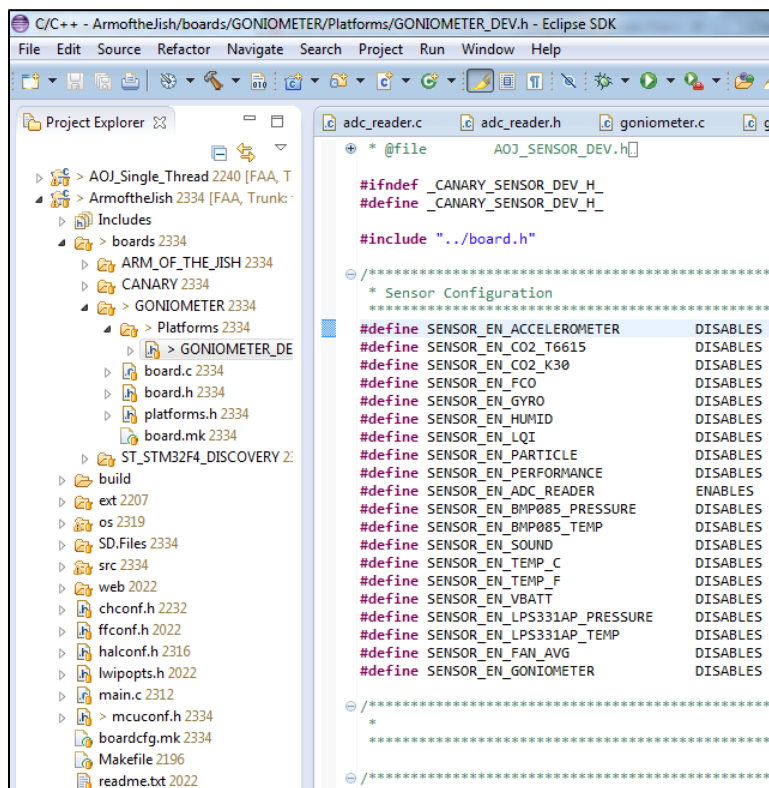 C/C++ - ArmoftheJish/boards/GONIOMETER/Platforms/GONIOMETER_DEV.h - Eclipse SDK
File Edit Source Refactor Navigate Search Project Run Window Help
Project Explorer
> AOJ_Single_Thread 2240 [FAA, T
> ArmoftheJish 2334 [FAA, Trunk:
Includes
> boards 2334
ARM_OF_THE_JISH 2334
CANARY 2334
> GONIOMETER 2334
> Platforms 2334
> GONIOMETER_DE
board.c 2334
board.h 2334
platforms.h 2334
board.mk 2334
ST_STM32F4_DISCOVERY 2
build
ext 2207
os 2319
SD.Files 2334
src 2334
web 2022
chconf.h 2232
ffconf.h 2022
halconf.h 2316
lwipopts.h 2022
main.c 2312
> mcuconf.h 2334
boardcfg.mk 2334
Makefile 2196
readme.txt 2022
adc_reader.c adc_reader.h goniometer.c g
* @file AOJ_SENSOR_DEV.h
#ifndef _CANARY_SENSOR_DEV_H_
#define _CANARY_SENSOR_DEV_H_
#include "../board.h"
/**************************************************
* Sensor Configuration
**************************************************
#define SENSOR_EN_ACCELEROMETER DISABLES
#define SENSOR_EN_CO2_T6615 DISABLES
#define SENSOR_EN_CO2_K30 DISABLES
#define SENSOR_EN_FCO DISABLES
#define SENSOR_EN_GYRO DISABLES
#define SENSOR_EN_HUMID DISABLES
#define SENSOR_EN_LQI DISABLES
#define SENSOR_EN_PARTICLE DISABLES
#define SENSOR_EN_PERFORMANCE DISABLES
#define SENSOR_EN_ADC_READER ENABLES
#define SENSOR_EN_BMP085_PRESSURE DISABLES
#define SENSOR_EN_BMP085_TEMP DISABLES
#define SENSOR_EN_SOUND DISABLES
#define SENSOR_EN_TEMP_C DISABLES
#define SENSOR_EN_TEMP_F DISABLES
#define SENSOR_EN_VBATT DISABLES
#define SENSOR_EN_LPS331AP_PRESSURE DISABLES
#define SENSOR_EN_LPS331AP_TEMP DISABLES
#define SENSOR_EN_FAN_AVG DISABLES
#define SENSOR_EN_GONIOMETER DISABLES
/**************************************************
*
**************************************************
/**************************************************